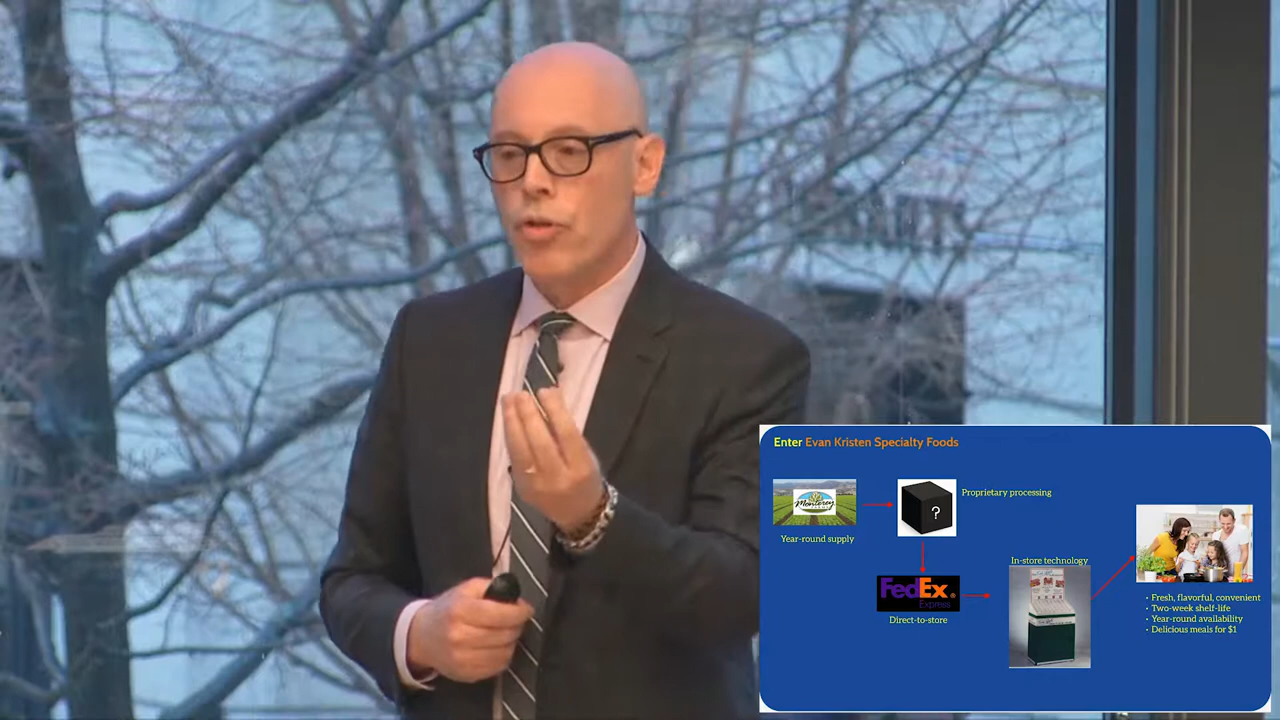 Enter Evan Kristen Specialty Foods
Monterey
Year-round supply
?
Proprietary processing
FedEx®
Express
Direct-to-store
In-store technology
• Fresh, flavorful, convenient
• Two-week shelf-life
• Year-round availability
• Delicious meals for $1